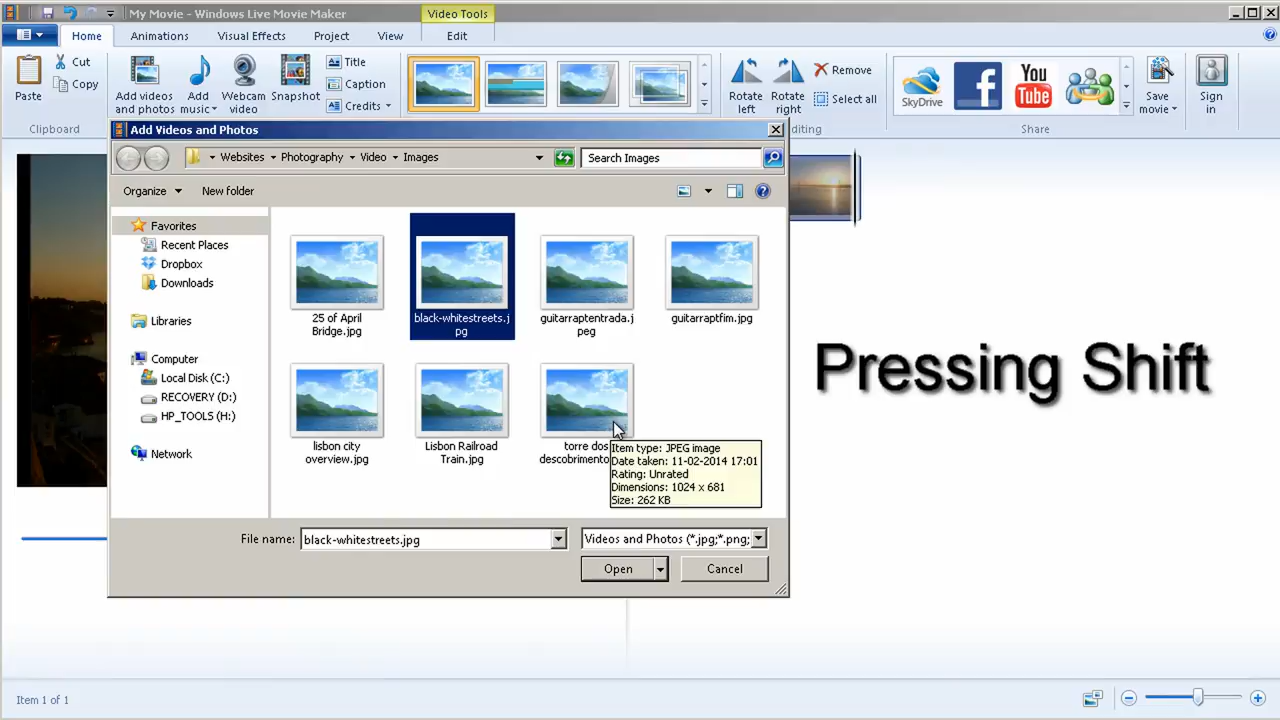 My Movie - Windows Live Movie Maker
Video Tools
Home
Animations
Visual Effects
Project
View
Edit
Paste
Cut
Copy
Clipboard
Add videos
and photos
Add
music
Webcam
video
Snapshot
Title
Caption
Credits
Rotate
left
Rotate
right
Remove
Select all
diting
SkyDrive
You
Tube
Share
Save
movie
Sign
in
Add Videos and Photos
Websites
Photography
Video
Images
Search Images
Organize
New folder
Favorites
Recent Places
Dropbox
Downloads
Libraries
Computer
Local Disk (C:)
RECOVERY (D:)
HP_TOOLS (H:)
Network
25 of April
Bridge.jpg
black-whitestreets.j
pg
guitarraptentrada.j
peg
guitarraptfim.jpg
lisbon city
overview.jpg
Lisbon Railroad
Train.jpg
torre dos
descobrimento
Item type: JPEG image
Date taken: 11-02-2014 17:01
Rating: Unrated
Dimensions: 1024 x 681
Size: 262 KB
File name:
black-whitestreets.jpg
Videos and Photos (*.jpg;*.png;
Open
Cancel
Pressing Shift
Item 1 of 1